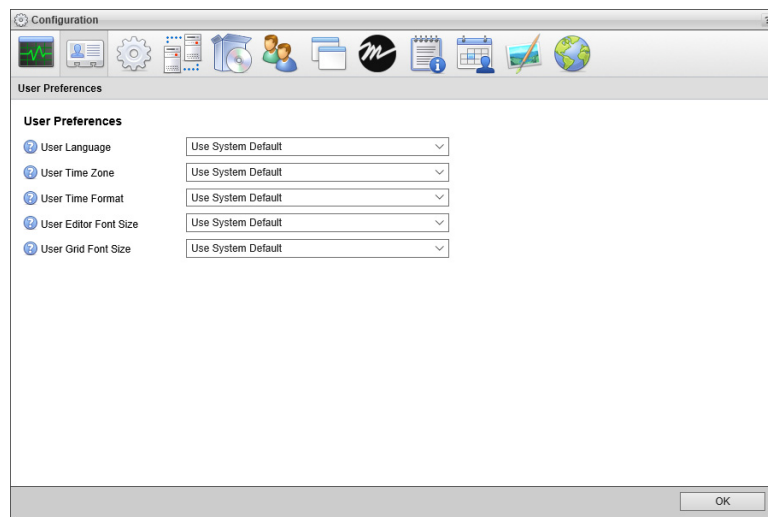 Configuration
User Preferences
User Preferences
User Language Use System Default
User Time Zone Use System Default
User Time Format Use System Default
User Editor Font Size Use System Default
User Grid Font Size Use System Default
OK